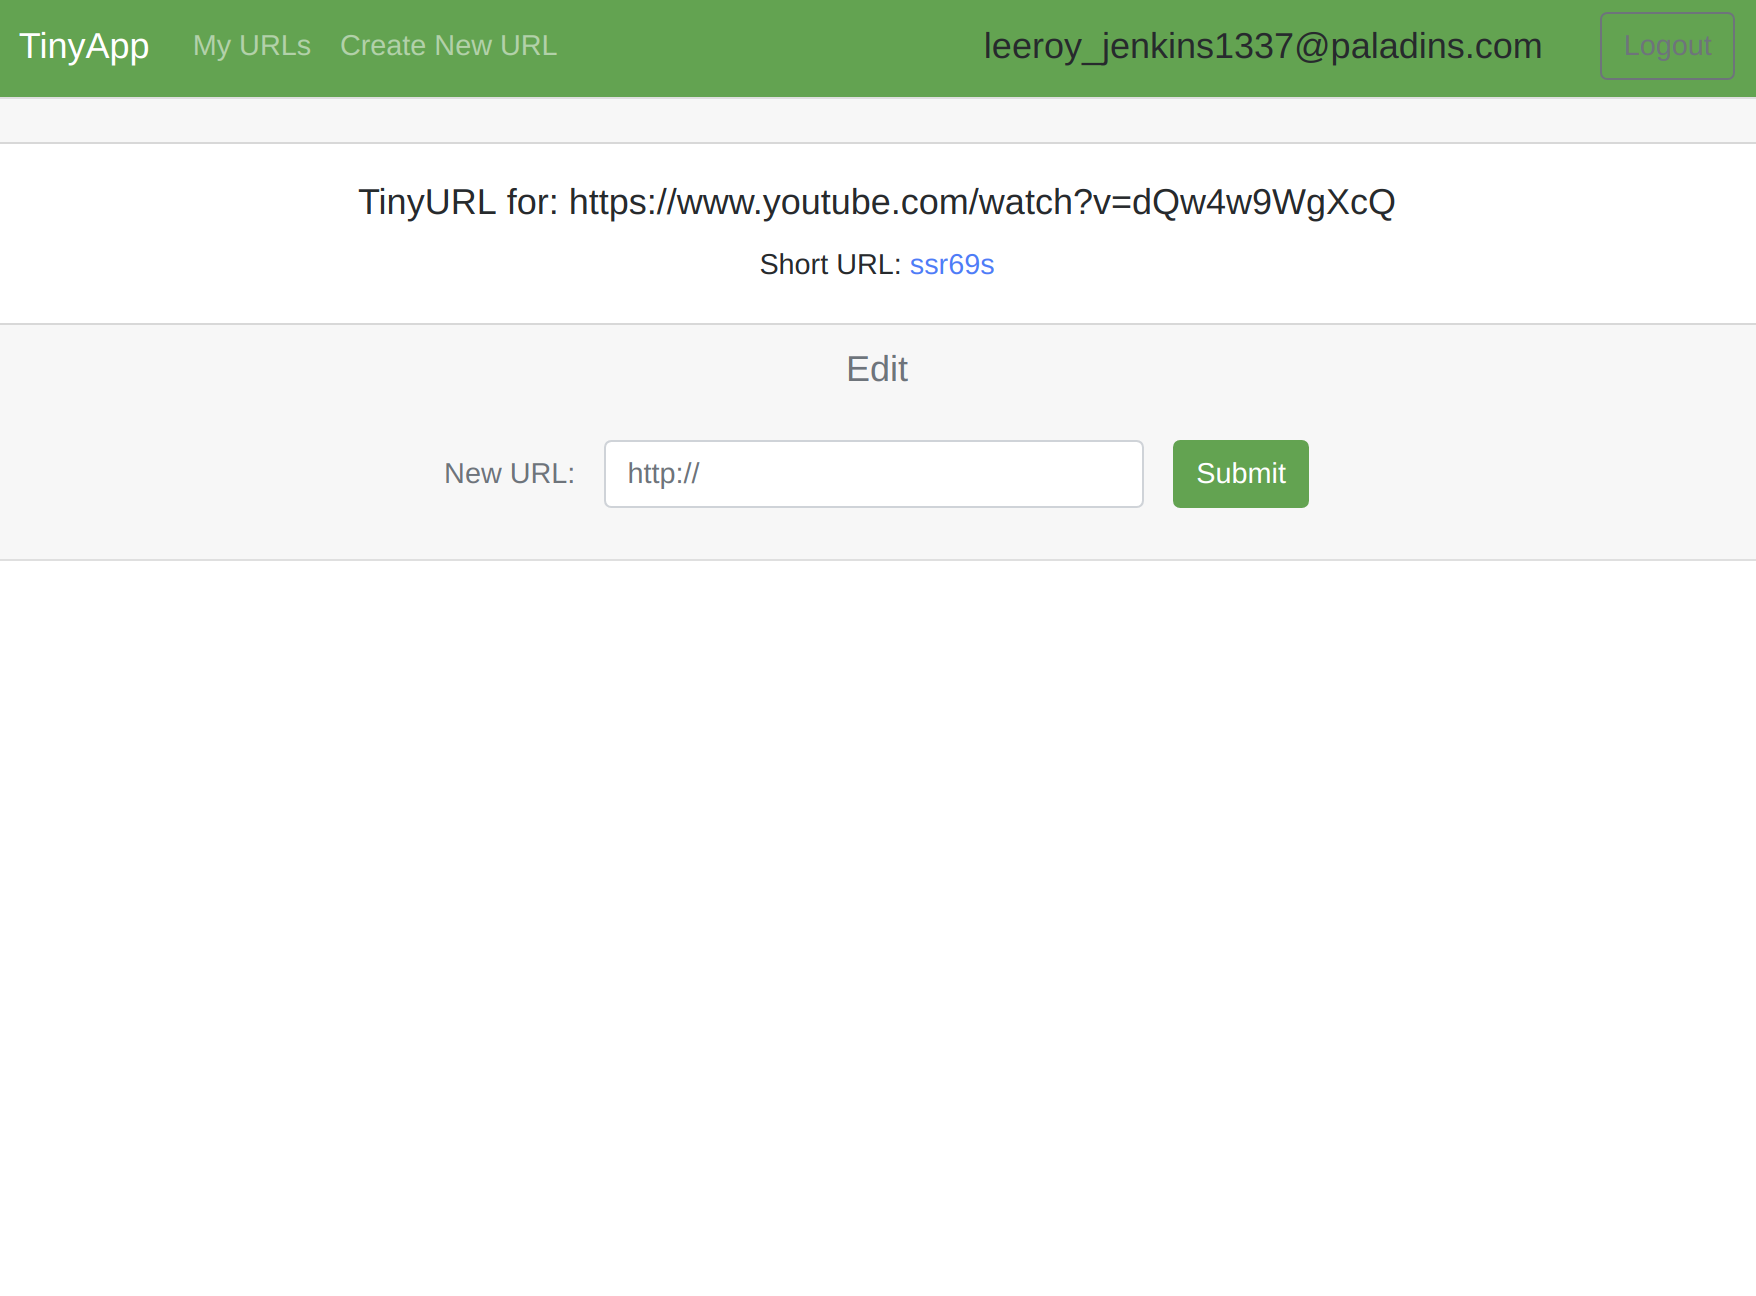 TinyApp My URLs Create New URL leeroy_jenkins1337@paladins.com Logout
TinyURL for: https://www.youtube.com/watch?v=dQw4w9WgXcQ
Short URL: ssr69s
Edit
New URL: http:// Submit